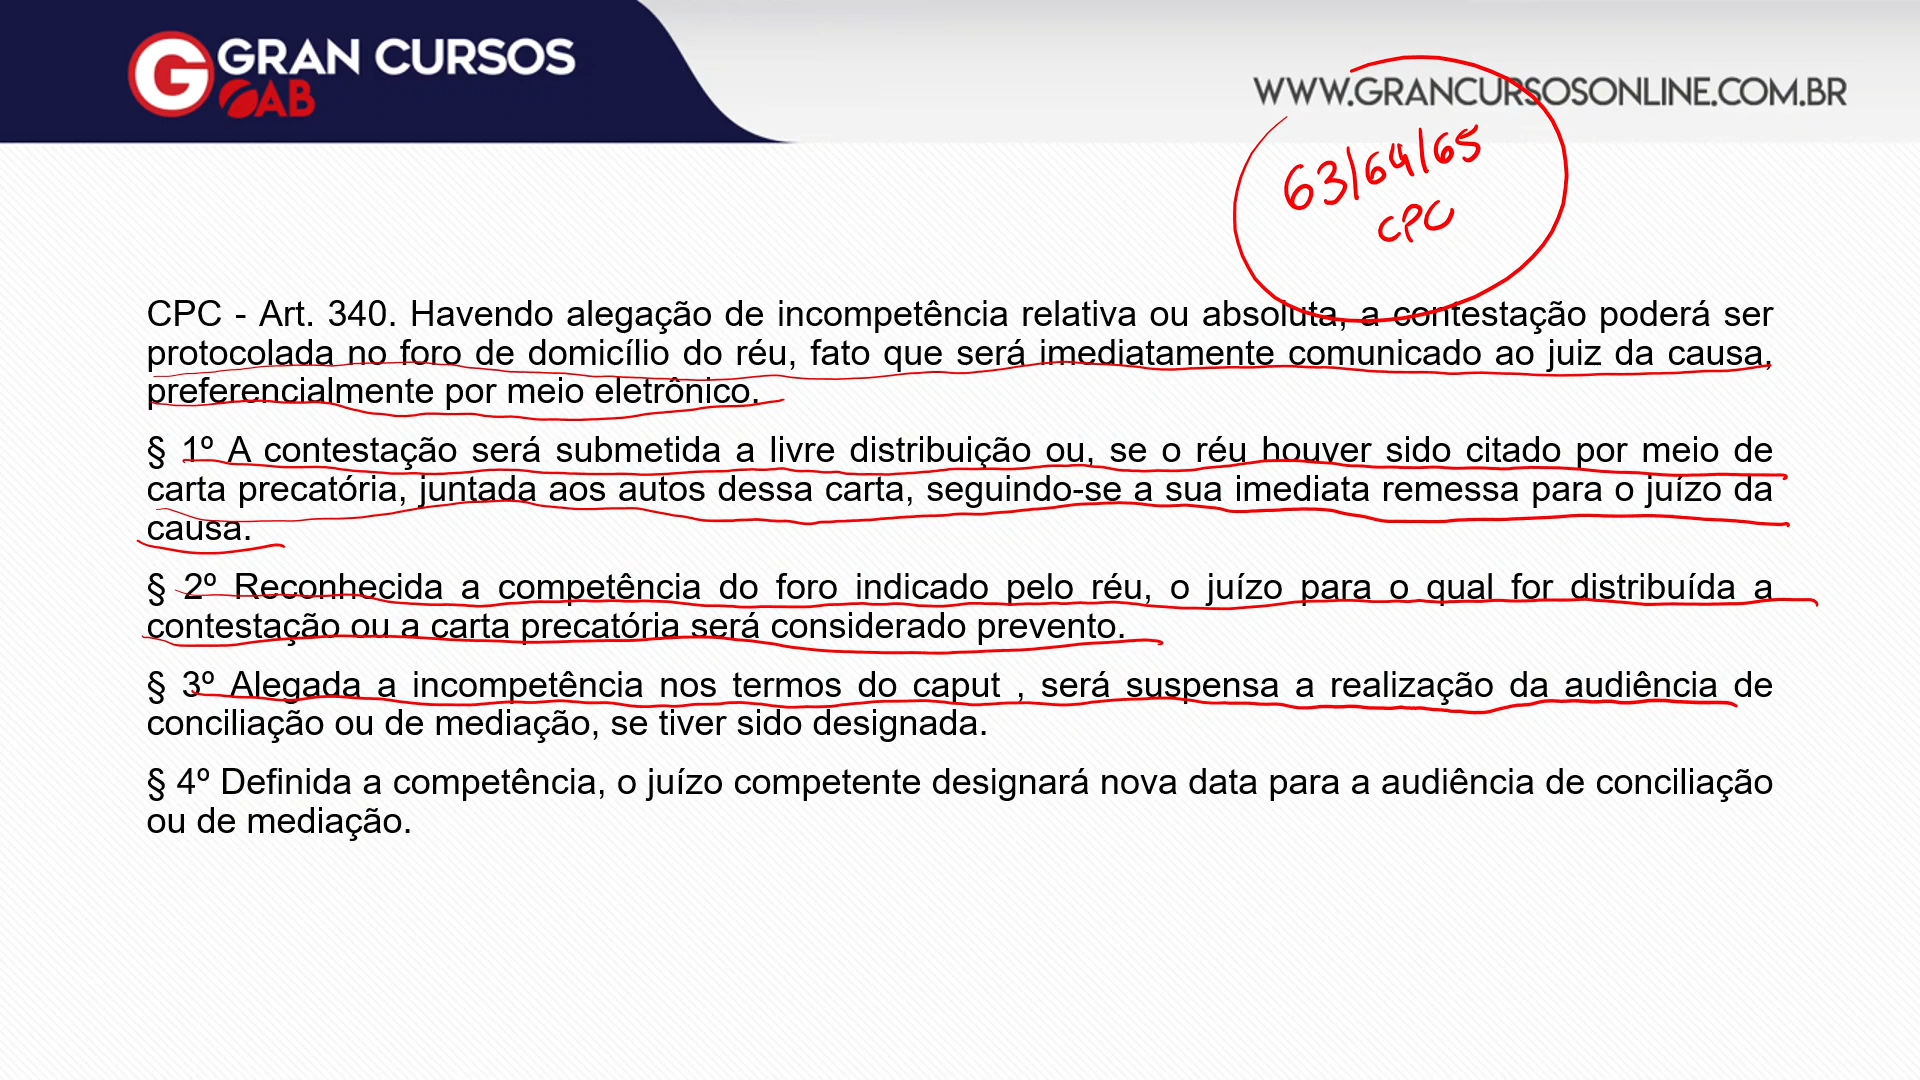 GRAN CURSOS
OAB
WWW.GRANCURSOSONLINE.COM.BR
63/64/65
CPC
CPC - Art. 340. Havendo alegação de incompetência relativa ou absoluta, a contestação poderá ser
protocolada no foro de domicílio do réu, fato que será imediatamente comunicado ao juiz da causa,
preferencialmente por meio eletrônico.
§ 1º A contestação será submetida a livre distribuição ou, se o réu houver sido citado por meio de
carta precatória, juntada aos autos dessa carta, seguindo-se a sua imediata remessa para o juízo da
causa.
§ 2º Reconhecida a competência do foro indicado pelo réu, o juízo para o qual for distribuída a
contestação ou a carta precatória será considerado prevento.
§ 3º Alegada a incompetência nos termos do caput , será suspensa a realização da audiência de
conciliação ou de mediação, se tiver sido designada.
§ 4º Definida a competência, o juízo competente designará nova data para a audiência de conciliação
ou de mediação.